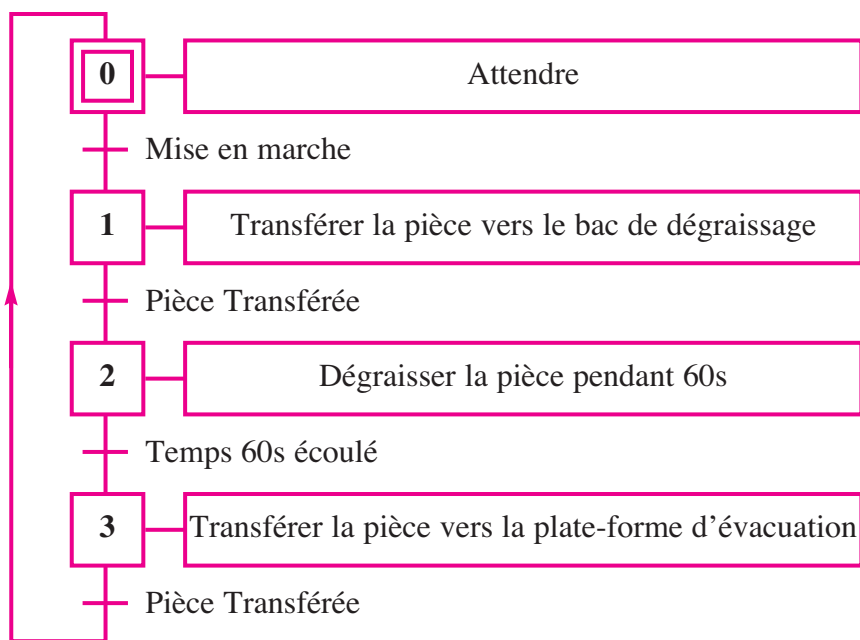 0 Attendre
Mise en marche
1 Transférer la pièce vers le bac de dégraissage
Pièce Transférée
2 Dégraisser la pièce pendant 60s
Temps 60s écoulé
3 Transférer la pièce vers la plate-forme d’évacuation
Pièce Transférée